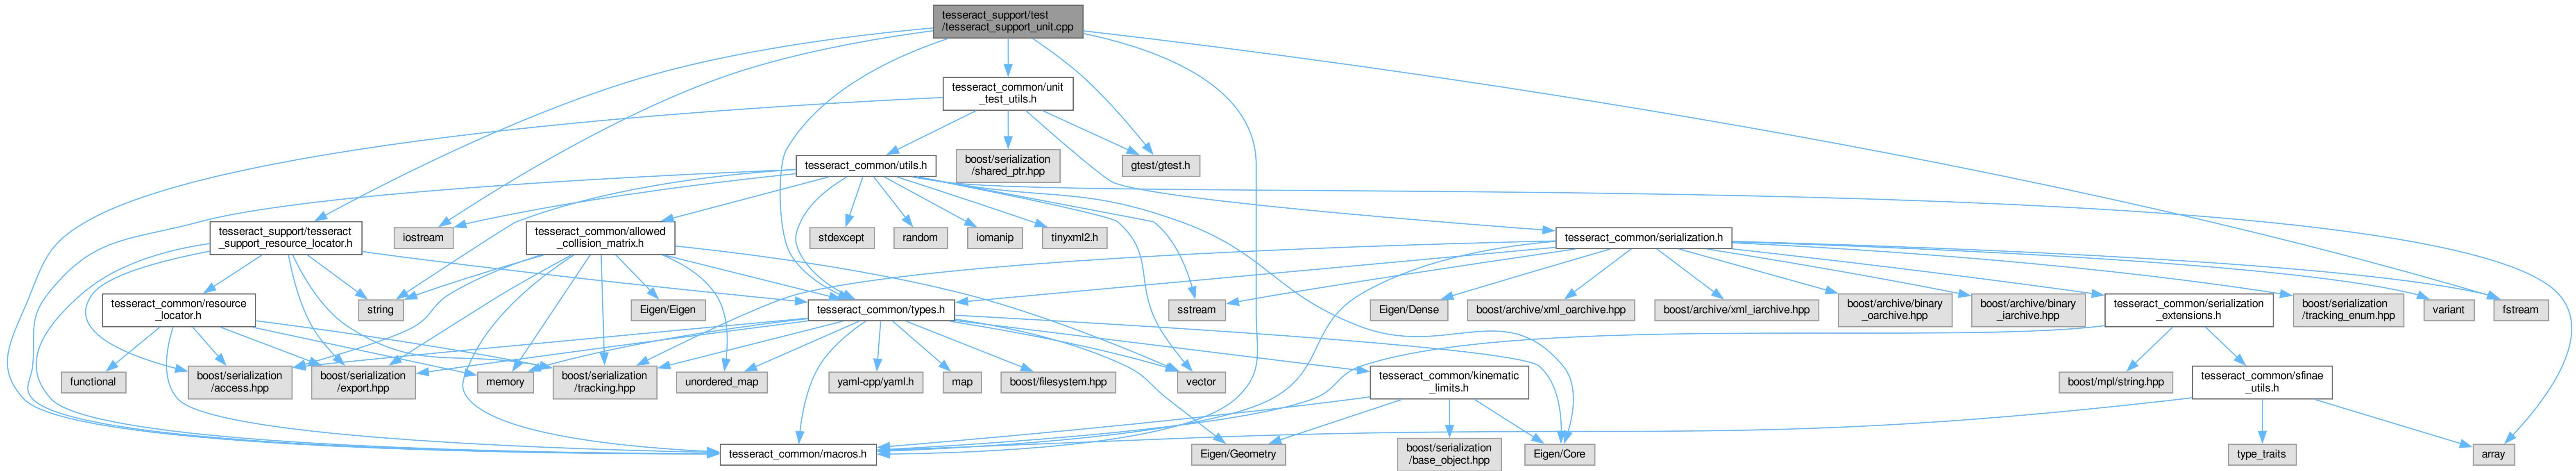 tesseract_support/test
/tesseract_support_unit.cpp
tesseract_common/unit
_test_utils.h
tesseract_common/utils.h
boost/serialization
/shared_ptr.hpp
gtest/gtest.h
tesseract_support/tesseract
_support_resource_locator.h
iostream
tesseract_common/allowed
_collision_matrix.h
stdexcept
random
iomanip
tinyxml2.h
tesseract_common/serialization.h
tesseract_common/resource
_locator.h
string
Eigen/Eigen
tesseract_common/types.h
sstream
Eigen/Dense
boost/archive/xml_oarchive.hpp
boost/archive/xml_iarchive.hpp
boost/archive/binary
_oarchive.hpp
boost/archive/binary
_iarchive.hpp
tesseract_common/serialization
_extensions.h
boost/serialization
/tracking_enum.hpp
variant
fstream
functional
boost/serialization
/access.hpp
boost/serialization
/export.hpp
memory
boost/serialization
/tracking.hpp
unordered_map
yaml-cpp/yaml.h
map
boost/filesystem.hpp
vector
tesseract_common/kinematic
_limits.h
boost/mpl/string.hpp
tesseract_common/sfinae
_utils.h
tesseract_common/macros.h
Eigen/Geometry
boost/serialization
/base_object.hpp
Eigen/Core
type_traits
array